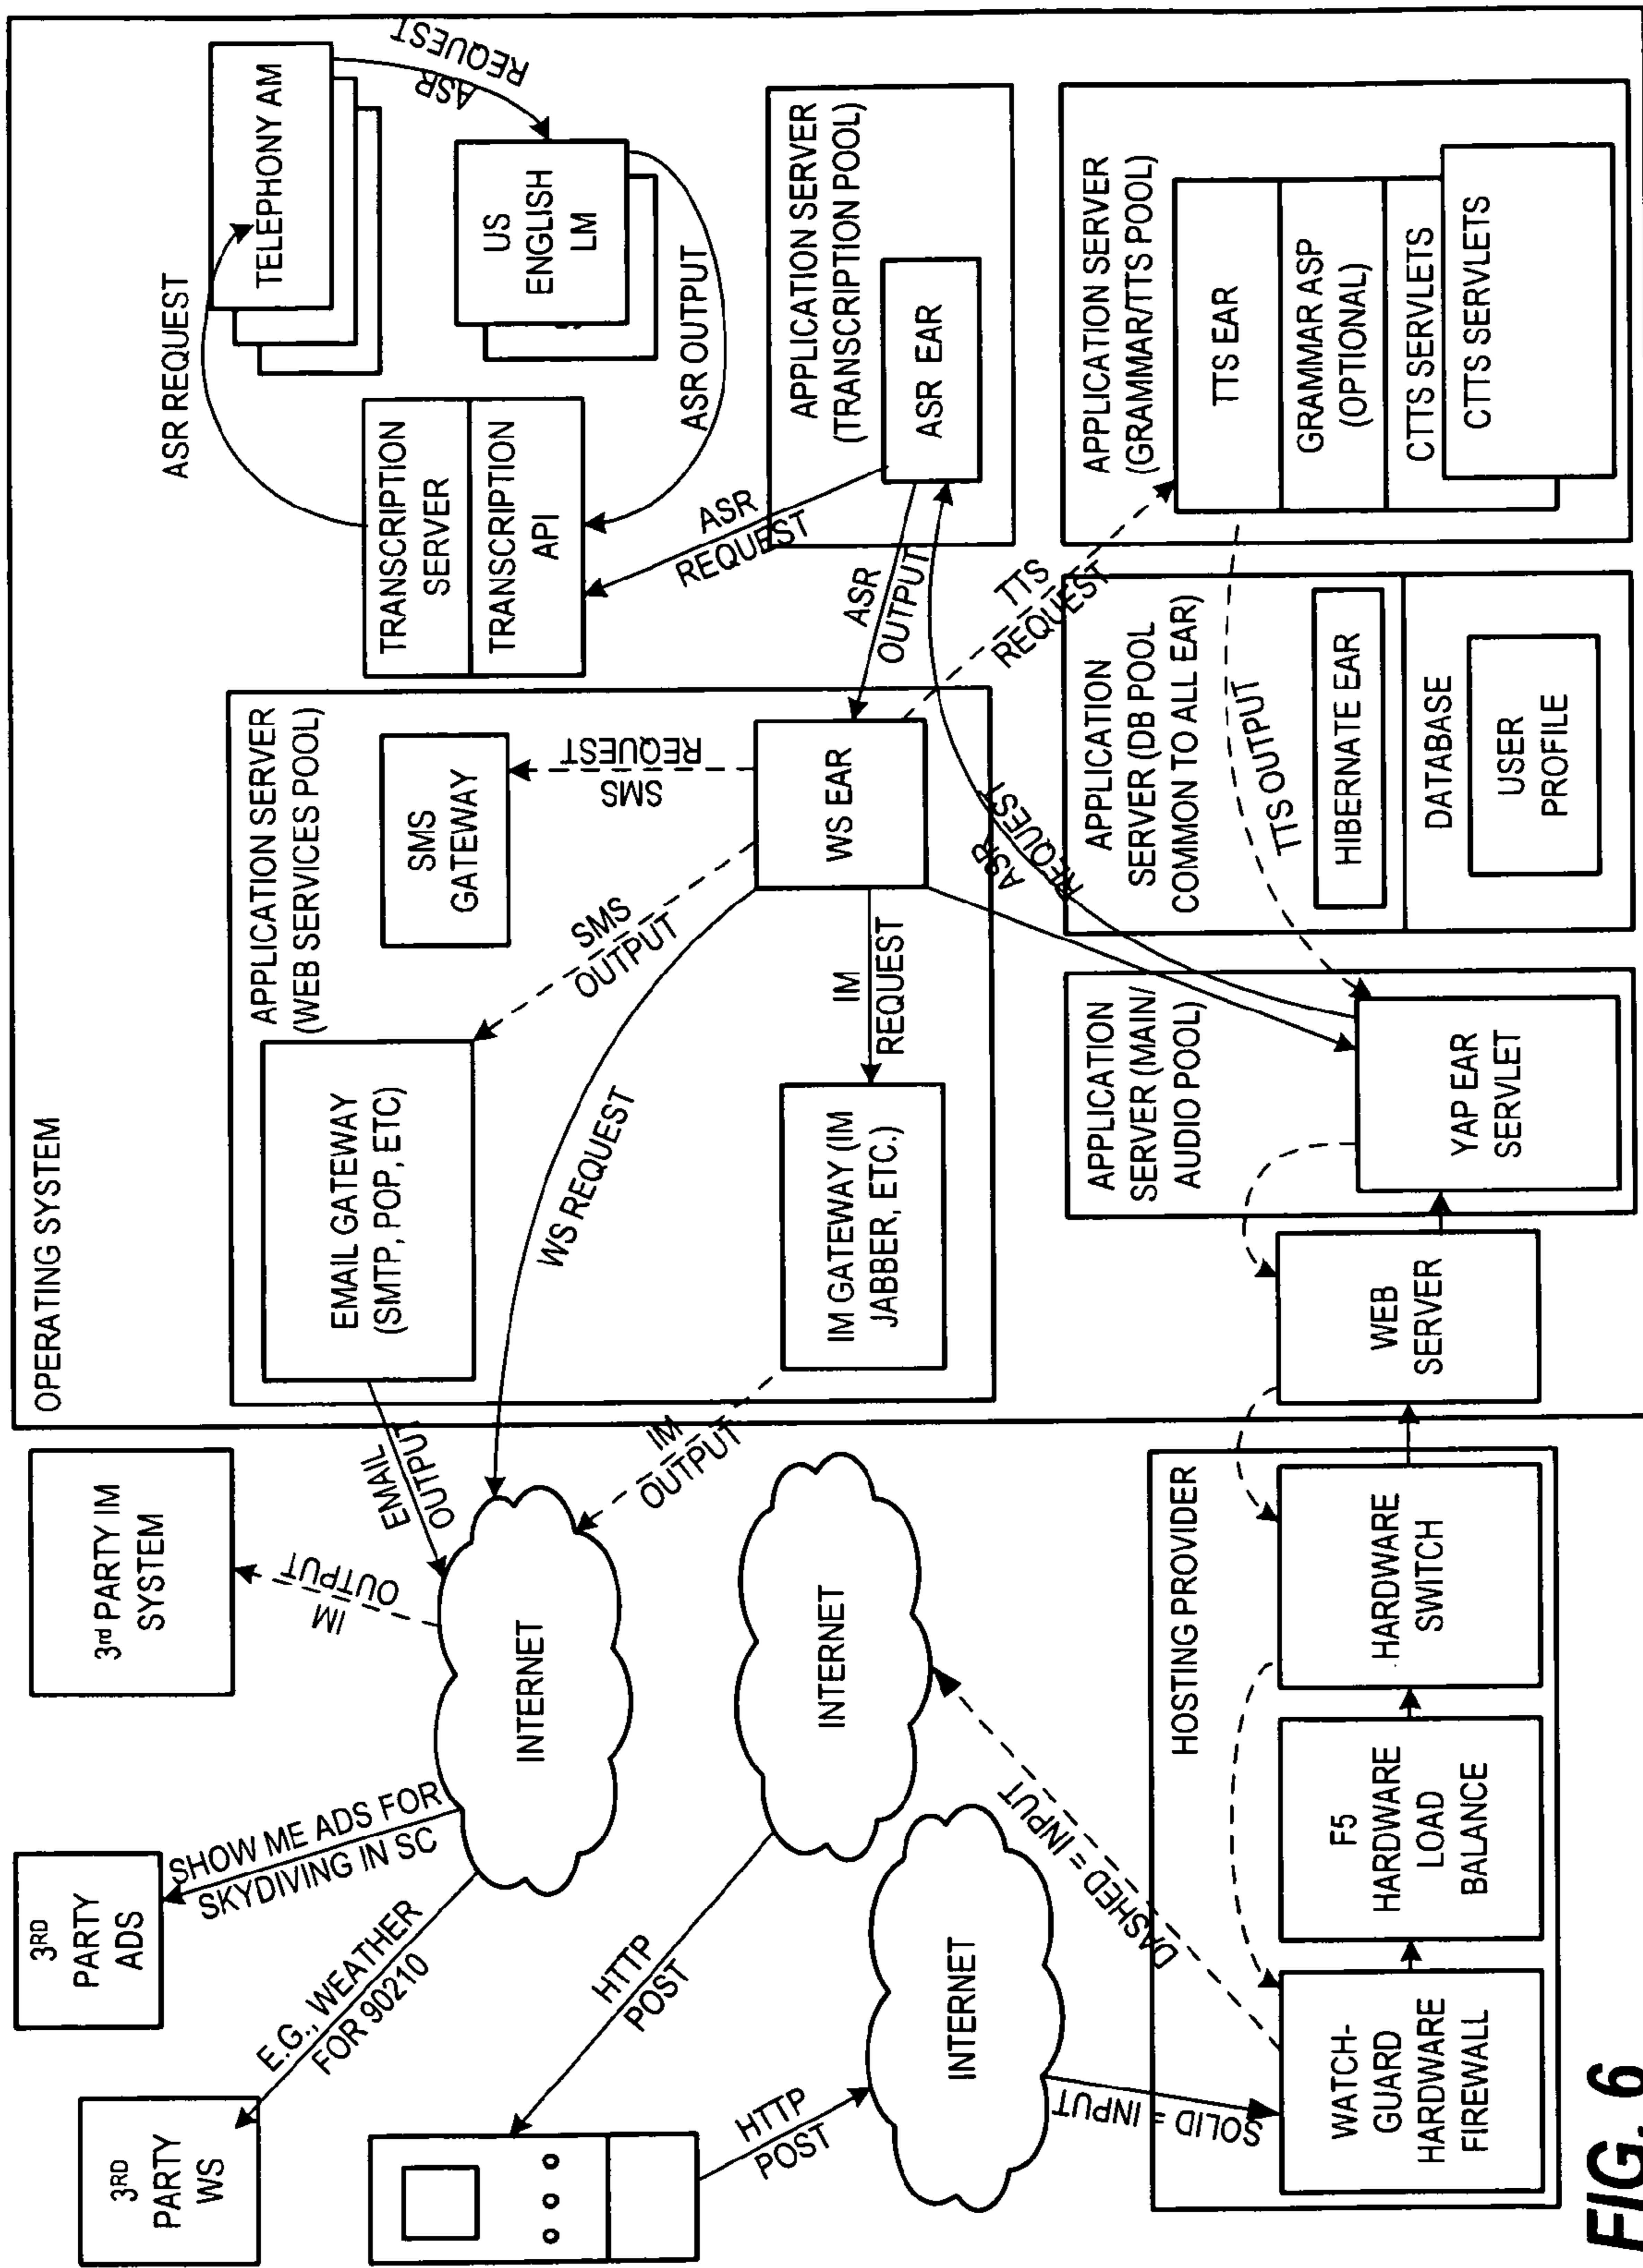 OPERATING SYSTEM
3RD
PARTY
WS
3RD
PARTY
ADS
3rd PARTY IM
SYSTEM
E.G., WEATHER
FOR 90210
SHOW ME ADS FOR
SKYDIVING IN SC
IM
OUTPUT
EMAIL
OUTPUT
INTERNET
IM
OUTPUT
WS REQUEST
APPLICATION SERVER
(WEB SERVICES POOL)
EMAIL GATEWAY
(SMTP, POP, ETC)
SMS
GATEWAY
SMS
OUTPUT
SMS
REQUEST
WS EAR
IM
REQUEST
IM GATEWAY (IM
JABBER, ETC.)
ASR REQUEST
TELEPHONY AM
ASR
REQUEST
TRANSCRIPTION
SERVER
TRANSCRIPTION
API
US
ENGLISH
LM
ASR OUTPUT
ASR
REQUEST
APPLICATION SERVER
(TRANSCRIPTION POOL)
ASR EAR
ASR
OUTPUT
ASR
REQUEST
TTS
REQUEST
HTTP
POST
INTERNET
HTTP
POST
INTERNET
SOLID = INPUT
DASHED = INPUT
HOSTING PROVIDER
WATCH-
GUARD
HARDWARE
FIREWALL
F5
HARDWARE
LOAD
BALANCE
HARDWARE
SWITCH
WEB
SERVER
APPLICATION
SERVER (MAIN/
AUDIO POOL)
YAP EAR
SERVLET
TTS OUTPUT
APPLICATION
SERVER (DB POOL
COMMON TO ALL EAR)
HIBERNATE EAR
DATABASE
USER
PROFILE
APPLICATION SERVER
(GRAMMAR/TTS POOL)
TTS EAR
GRAMMAR ASP
(OPTIONAL)
CTTS SERVLETS
CTTS SERVLETS
FIG. 6